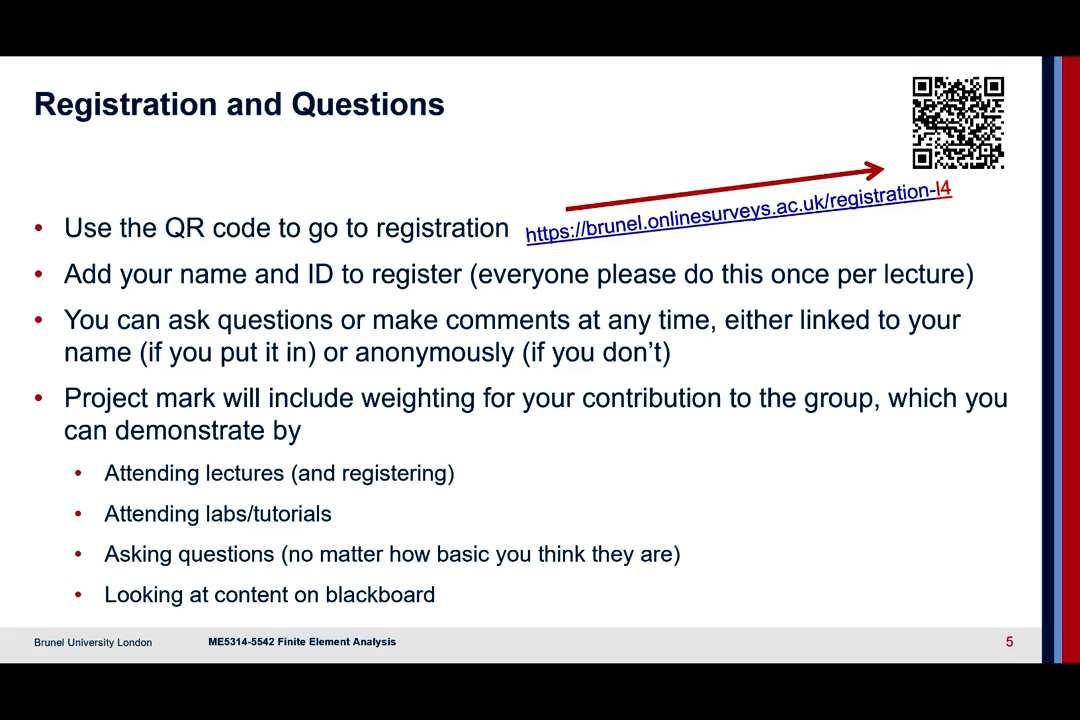 Registration and Questions
https://brunel.onlinesurveys.ac.uk/registration-l4
• Use the QR code to go to registration
• Add your name and ID to register (everyone please do this once per lecture)
• You can ask questions or make comments at any time, either linked to your
name (if you put it in) or anonymously (if you don’t)
• Project mark will include weighting for your contribution to the group, which you
can demonstrate by
• Attending lectures (and registering)
• Attending labs/tutorials
• Asking questions (no matter how basic you think they are)
• Looking at content on blackboard
Brunel University London
ME5314-5542 Finite Element Analysis
5